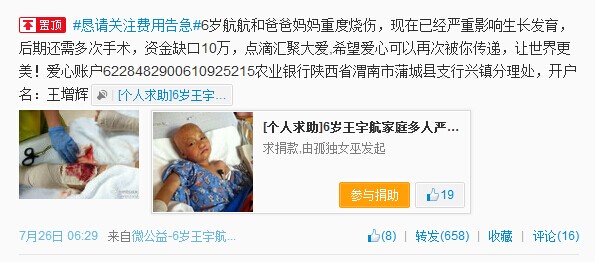 置顶 #恳请关注费用告急#6岁航航和爸爸妈妈重度烧伤，现在已经严重影响生长发育，
后期还需多次手术，资金缺口10万，点滴汇聚大爱,希望爱心可以再次被你传递，让世界更
美！爱心账户6228482900610925215农业银行陕西省渭南市蒲城县支行兴镇分理处，开户
名：王增辉 [个人求助]6岁王宇...
[个人求助]6岁王宇航家庭多人严...
求捐款,由孤独女巫发起
参与捐助 19
7月26日 06:29 来自微公益-6岁王宇航... (8) | 转发(658) | 收藏 | 评论(16)